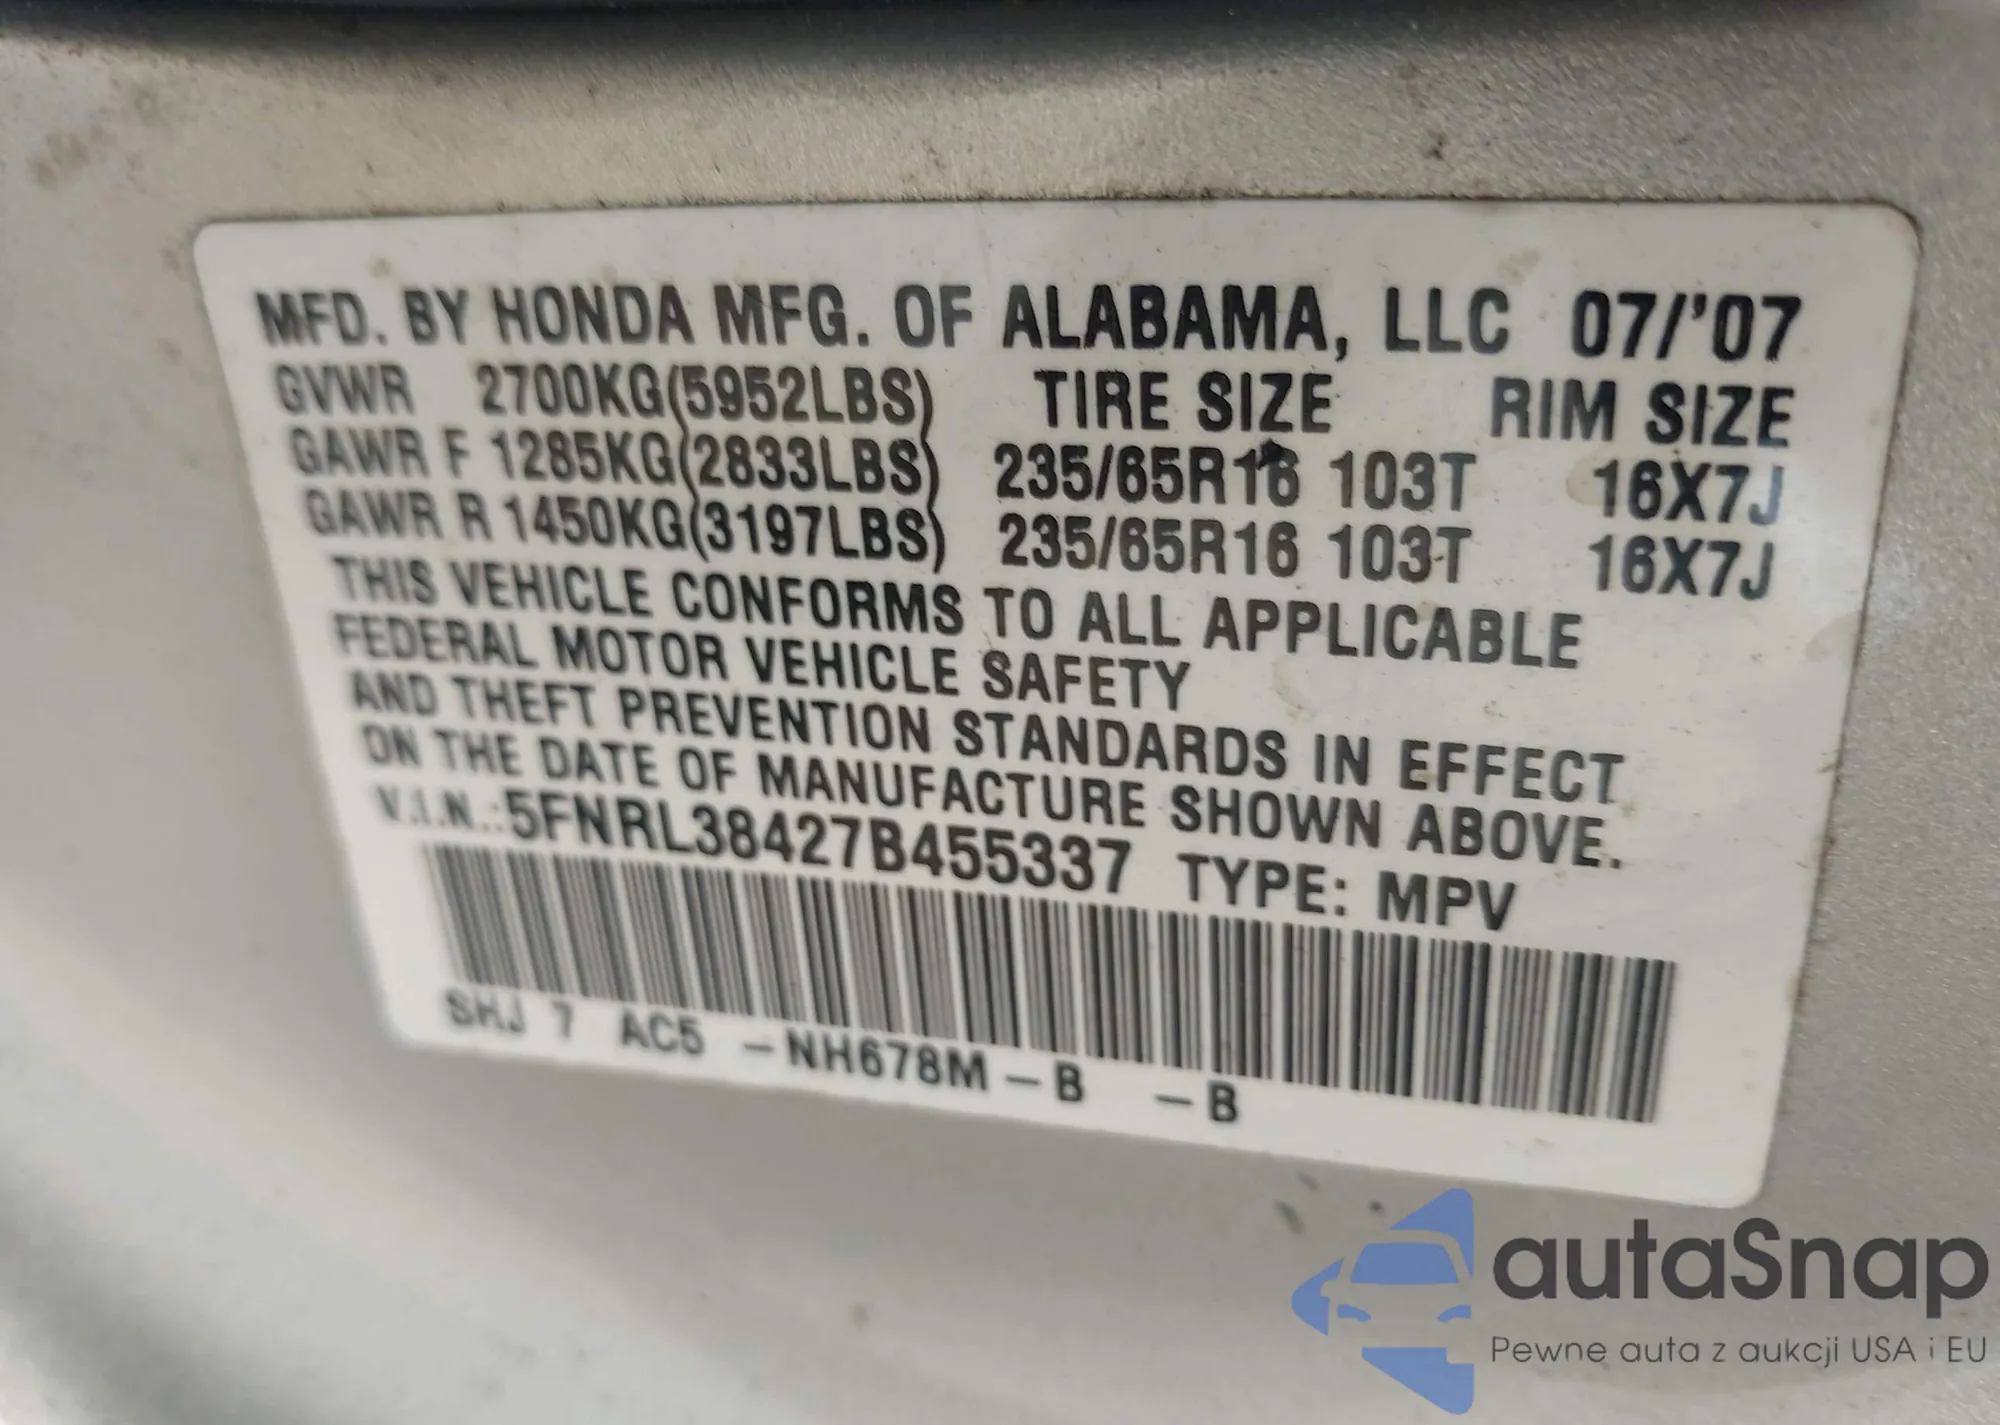 MFD. BY HONDA MFG. OF ALABAMA, LLC 07/'07
GVWR 2700KG(5952LBS) TIRE SIZE RIM SIZE
GAWR F 1285KG(2833LBS) 235/65R16 103T 16X7J
GAWR R 1450KG(3197LBS) 235/65R16 103T 16X7J
THIS VEHICLE CONFORMS TO ALL APPLICABLE
FEDERAL MOTOR VEHICLE SAFETY
AND THEFT PREVENTION STANDARDS IN EFFECT
ON THE DATE OF MANUFACTURE SHOWN ABOVE.
V.I.N.:5FNRL38427B455337 TYPE: MPV
SHJ 7 AC5 -NH678M-B -B
autaSnap
Pewne auta z aukcji USA i EU